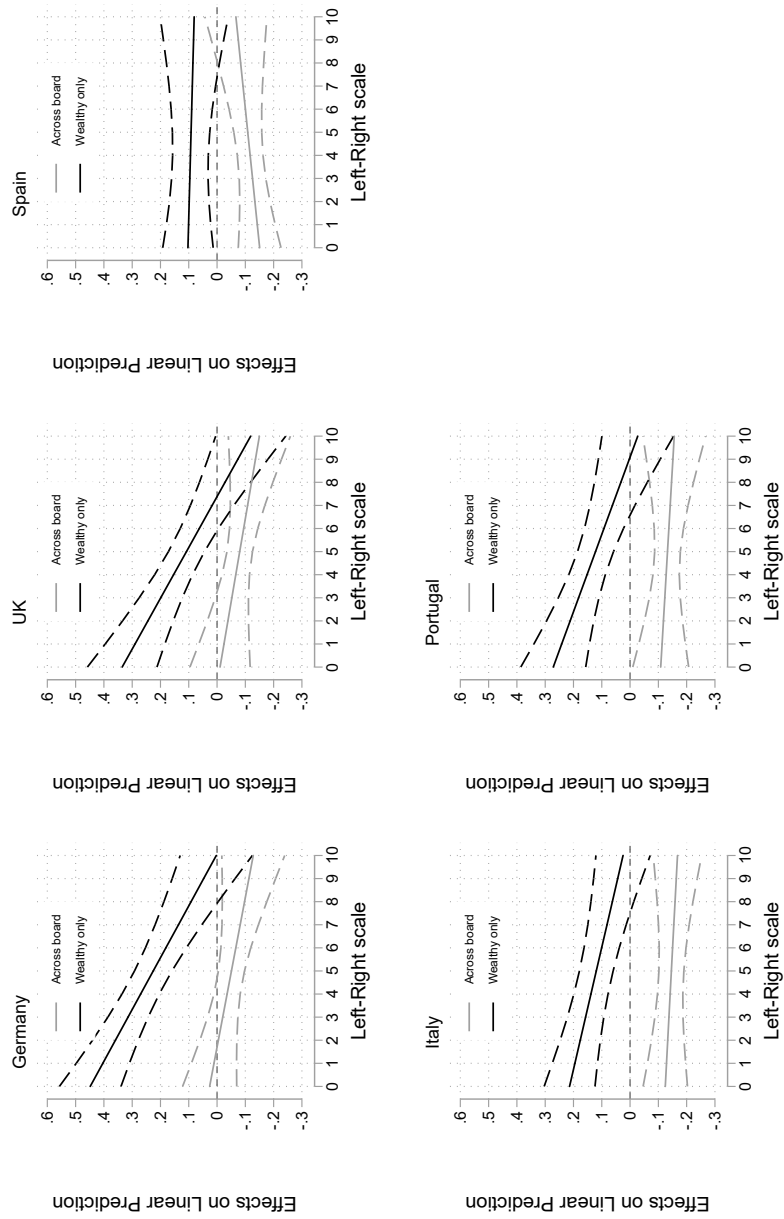 Germany
Across board
Wealthy only
.6
.5
.4
.3
.2
.1
0
-.1
-.2
-.3
Effects on Linear Prediction
0 1 2 3 4 5 6 7 8 9 10
Left-Right scale
UK
Across board
Wealthy only
.6
.5
.4
.3
.2
.1
0
-.1
-.2
-.3
Effects on Linear Prediction
0 1 2 3 4 5 6 7 8 9 10
Left-Right scale
Spain
Across board
Wealthy only
.6
.5
.4
.3
.2
.1
0
-.1
-.2
-.3
Effects on Linear Prediction
0 1 2 3 4 5 6 7 8 9 10
Left-Right scale
Italy
Across board
Wealthy only
.6
.5
.4
.3
.2
.1
0
-.1
-.2
-.3
Effects on Linear Prediction
0 1 2 3 4 5 6 7 8 9 10
Left-Right scale
Portugal
Across board
Wealthy only
.6
.5
.4
.3
.2
.1
0
-.1
-.2
-.3
Effects on Linear Prediction
0 1 2 3 4 5 6 7 8 9 10
Left-Right scale